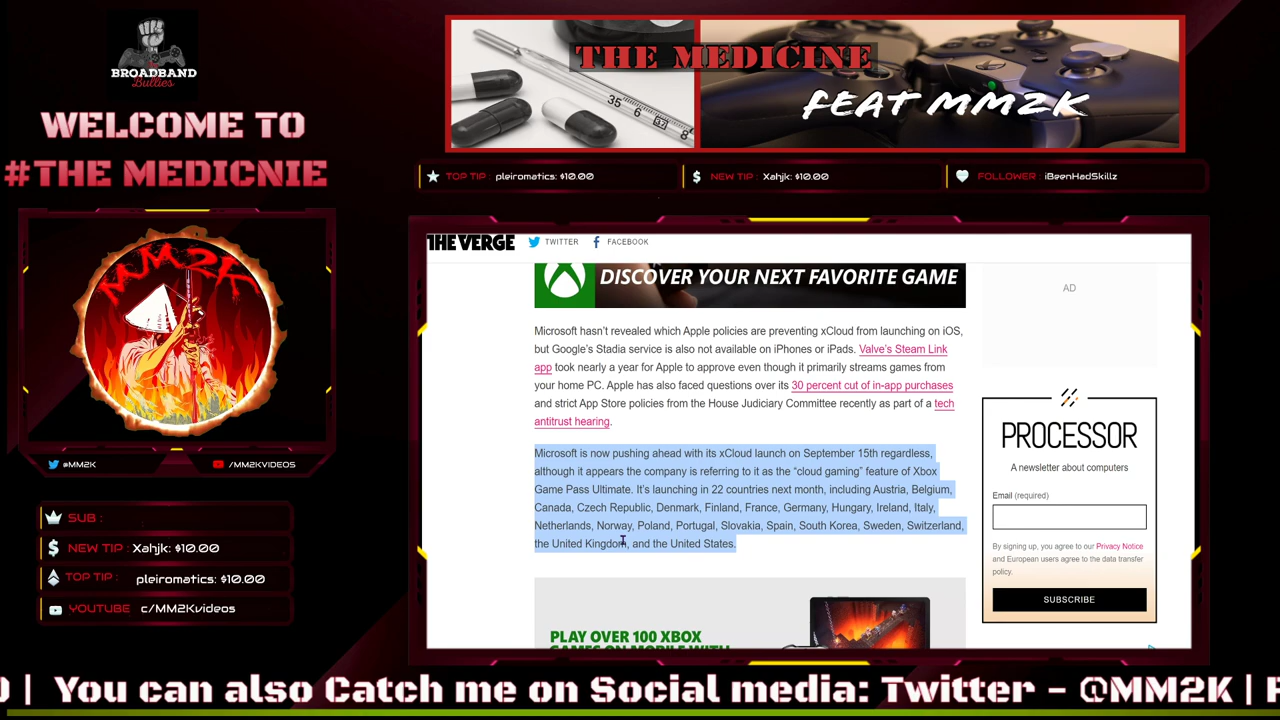 BROADBAND
Bullies
WELCOME TO
#THE MEDICNIE
THE MEDICINE
FEAT MM2K
35 6 37 8
TOP TIP : pleiromatics: $10.00
NEW TIP : Xahjk: $10.00
FOLLOWER : iBeenHadSkillz
MM2K
@MM2K
/MM2KVIDEOS
SUB :
NEW TIP : Xahjk: $10.00
TOP TIP : pleiromatics: $10.00
YOUTUBE c/MM2Kvideos
THE VERGE
TWITTER
FACEBOOK
DISCOVER YOUR NEXT FAVORITE GAME
Microsoft hasn’t revealed which Apple policies are preventing xCloud from launching on iOS,
but Google’s Stadia service is also not available on iPhones or iPads. Valve’s Steam Link
app took nearly a year for Apple to approve even though it primarily streams games from
your home PC. Apple has also faced questions over its 30 percent cut of in-app purchases
and strict App Store policies from the House Judiciary Committee recently as part of a tech
antitrust hearing.
Microsoft is now pushing ahead with its xCloud launch on September 15th regardless,
although it appears the company is referring to it as the “cloud gaming” feature of Xbox
Game Pass Ultimate. It’s launching in 22 countries next month, including Austria, Belgium,
Canada, Czech Republic, Denmark, Finland, France, Germany, Hungary, Ireland, Italy,
Netherlands, Norway, Poland, Portugal, Slovakia, Spain, South Korea, Sweden, Switzerland,
the United Kingdom, and the United States.
PLAY OVER 100 XBOX
GAMES ON MOBILE WITH
AD
PROCESSOR
A newsletter about computers
Email (required)
By signing up, you agree to our Privacy Notice
and European users agree to the data transfer
policy.
SUBSCRIBE
| You can also Catch me on Social media: Twitter - @MM2K |